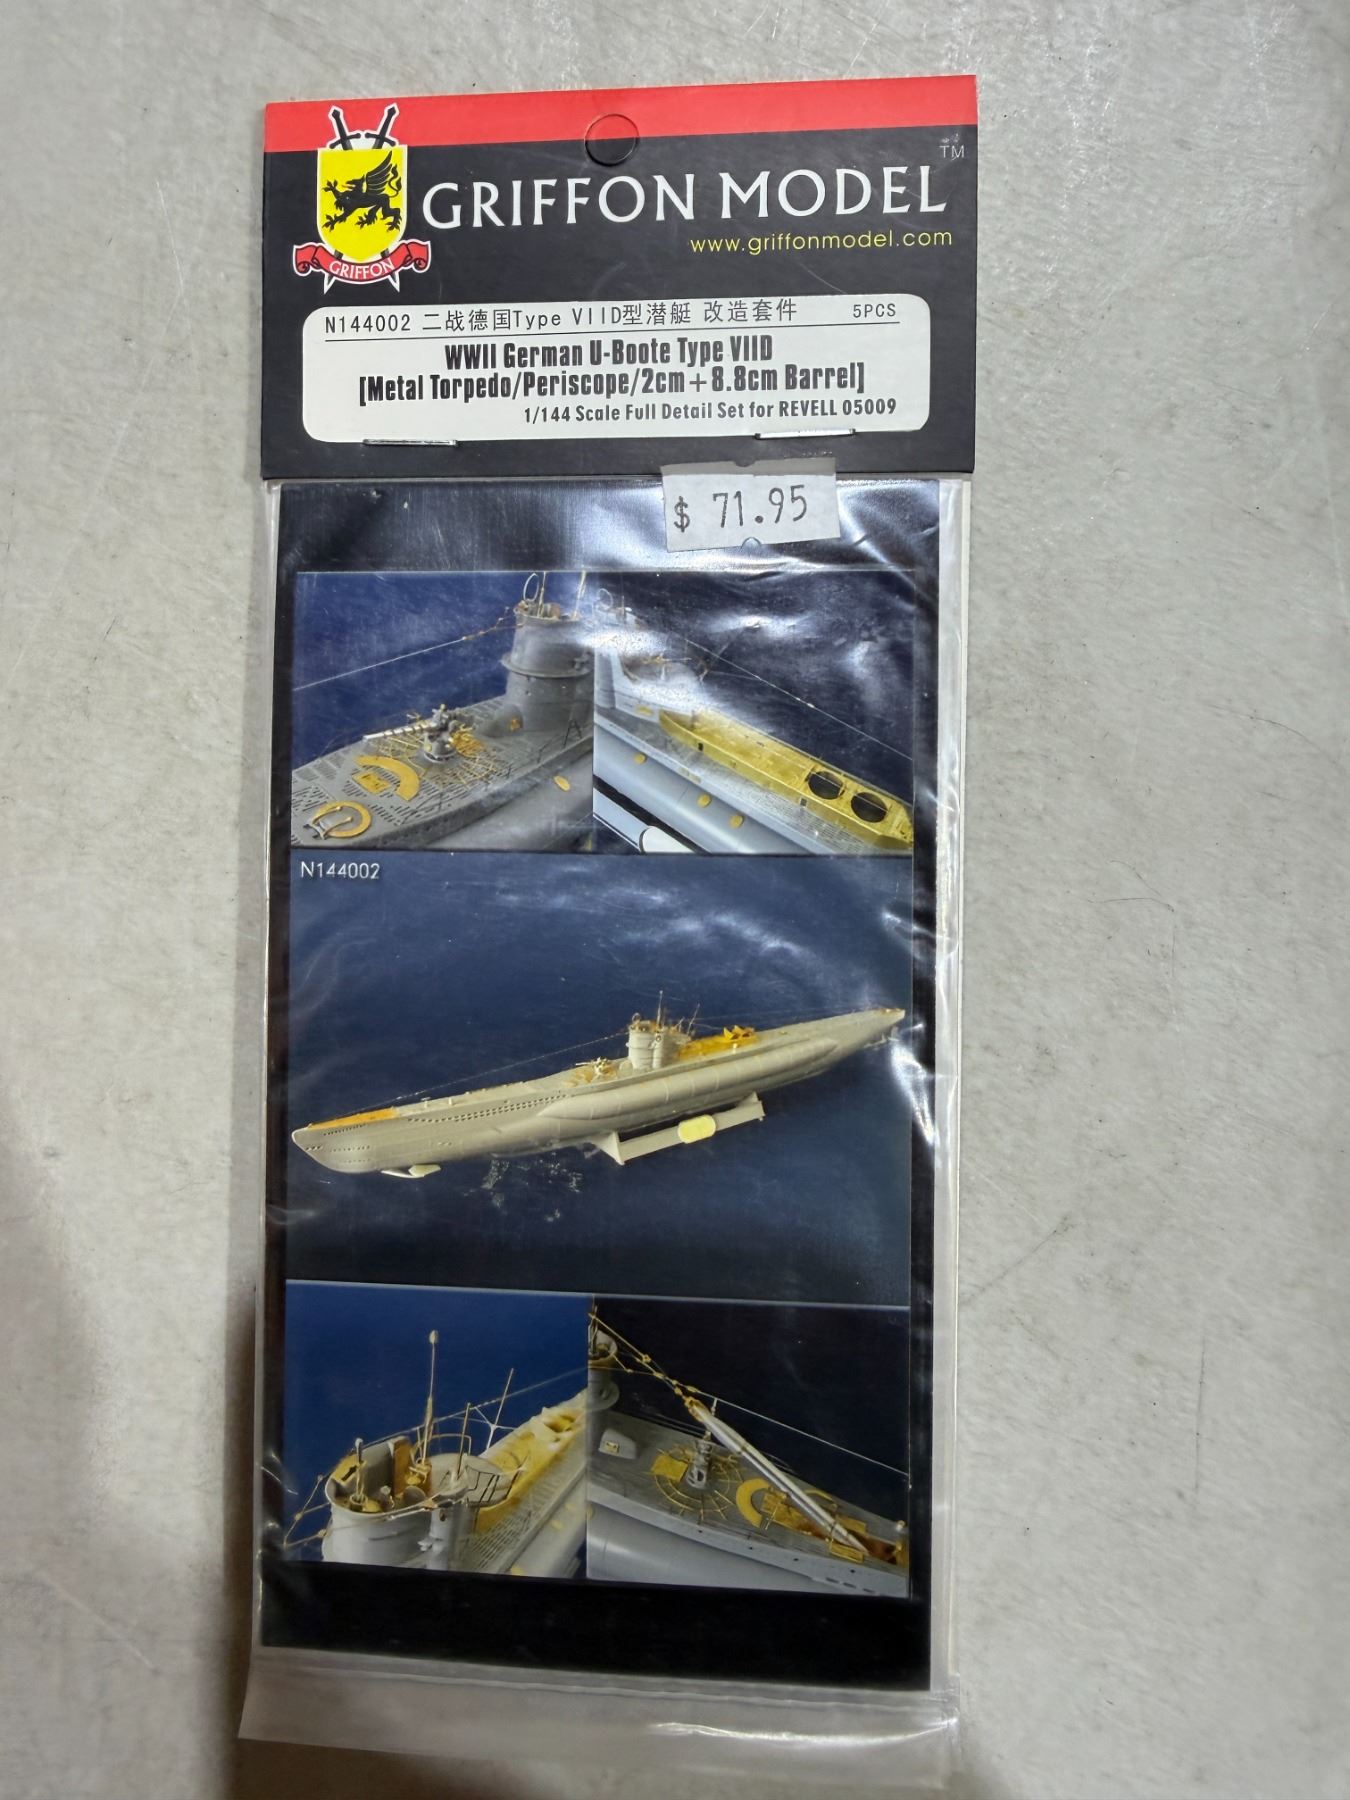 GRIFFON MODEL™
www.griffonmodel.com
GRIFFON
N144002 二战德国Type VIID型潜艇 改造套件 5PCS
WWII German U-Boote Type VIID
[Metal Torpedo/Periscope/2cm+8.8cm Barrel]
1/144 Scale Full Detail Set for REVELL 05009
$ 71.95
N144002